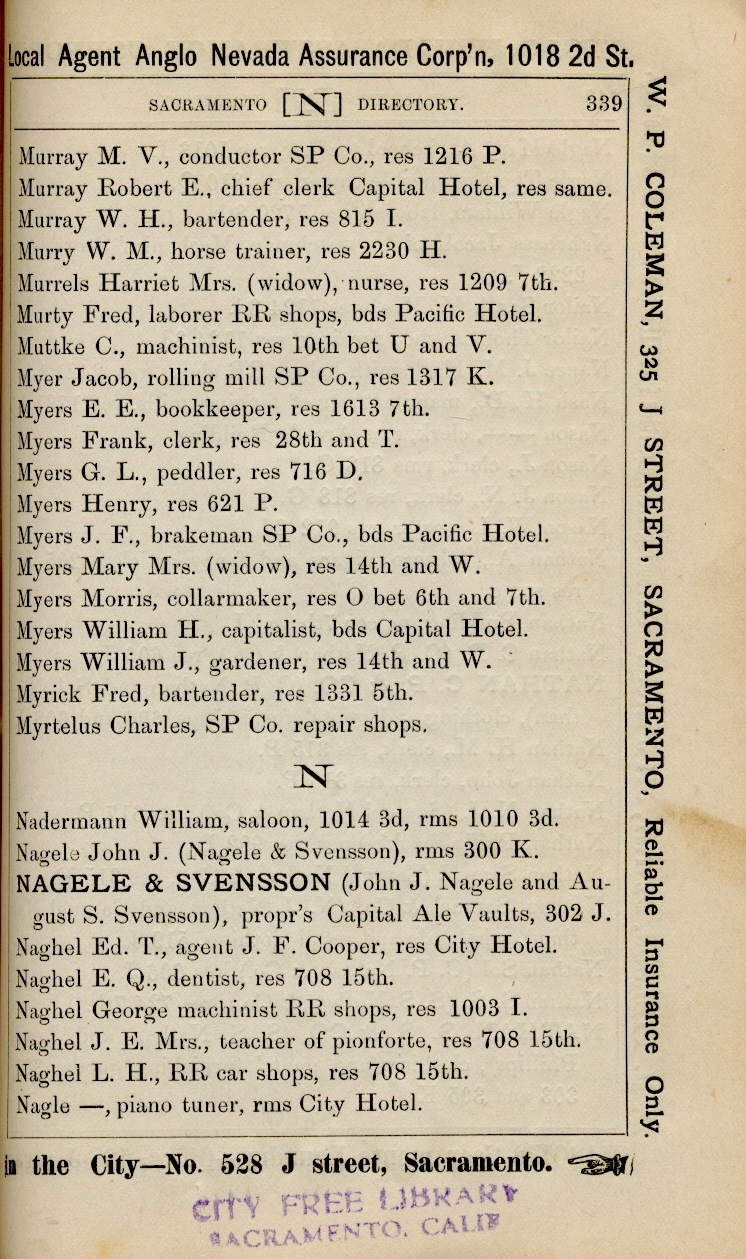 Local Agent Anglo Nevada Assurance Corp'n, 1018 2d St.
SACRAMENTO [N] DIRECTORY. 339
Murray M. V., conductor SP Co., res 1216 P.
Murray Robert E., chief clerk Capital Hotel, res same.
Murray W. H., bartender, res 815 I.
Murry W. M., horse trainer, res 2230 H.
Murrels Harriet Mrs. (widow), nurse, res 1209 7th.
Murty Fred, laborer RR shops, bds Pacific Hotel.
Muttke C., machinist, res 10th bet U and V.
Myer Jacob, rolling mill SP Co., res 1317 K.
Myers E. E., bookkeeper, res 1613 7th.
Myers Frank, clerk, res 28th and T.
Myers G. L., peddler, res 716 D.
Myers Henry, res 621 P.
Myers J. F., brakeman SP Co., bds Pacific Hotel.
Myers Mary Mrs. (widow), res 14th and W.
Myers Morris, collarmaker, res O bet 6th and 7th.
Myers William H., capitalist, bds Capital Hotel.
Myers William J., gardener, res 14th and W.
Myrick Fred, bartender, res 1331 5th.
Myrtelus Charles, SP Co. repair shops.
N
Nadermann William, saloon, 1014 3d, rms 1010 3d.
Nagele John J. (Nagele & Svensson), rms 300 K.
NAGELE & SVENSSON (John J. Nagele and Au-
gust S. Svensson), propr's Capital Ale Vaults, 302 J.
Naghel Ed. T., agent J. F. Cooper, res City Hotel.
Naghel E. Q., dentist, res 708 15th.
Naghel George machinist RR shops, res 1003 I.
Naghel J. E. Mrs., teacher of pionforte, res 708 15th.
Naghel L. H., RR car shops, res 708 15th.
Nagle —, piano tuner, rms City Hotel.
in the City—No. 528 J street, Sacramento.
CITY FREE LIBRARY
SACRAMENTO, CALIF
W. P. COLEMAN, 325 J STREET, SACRAMENTO, Reliable Insurance Only.